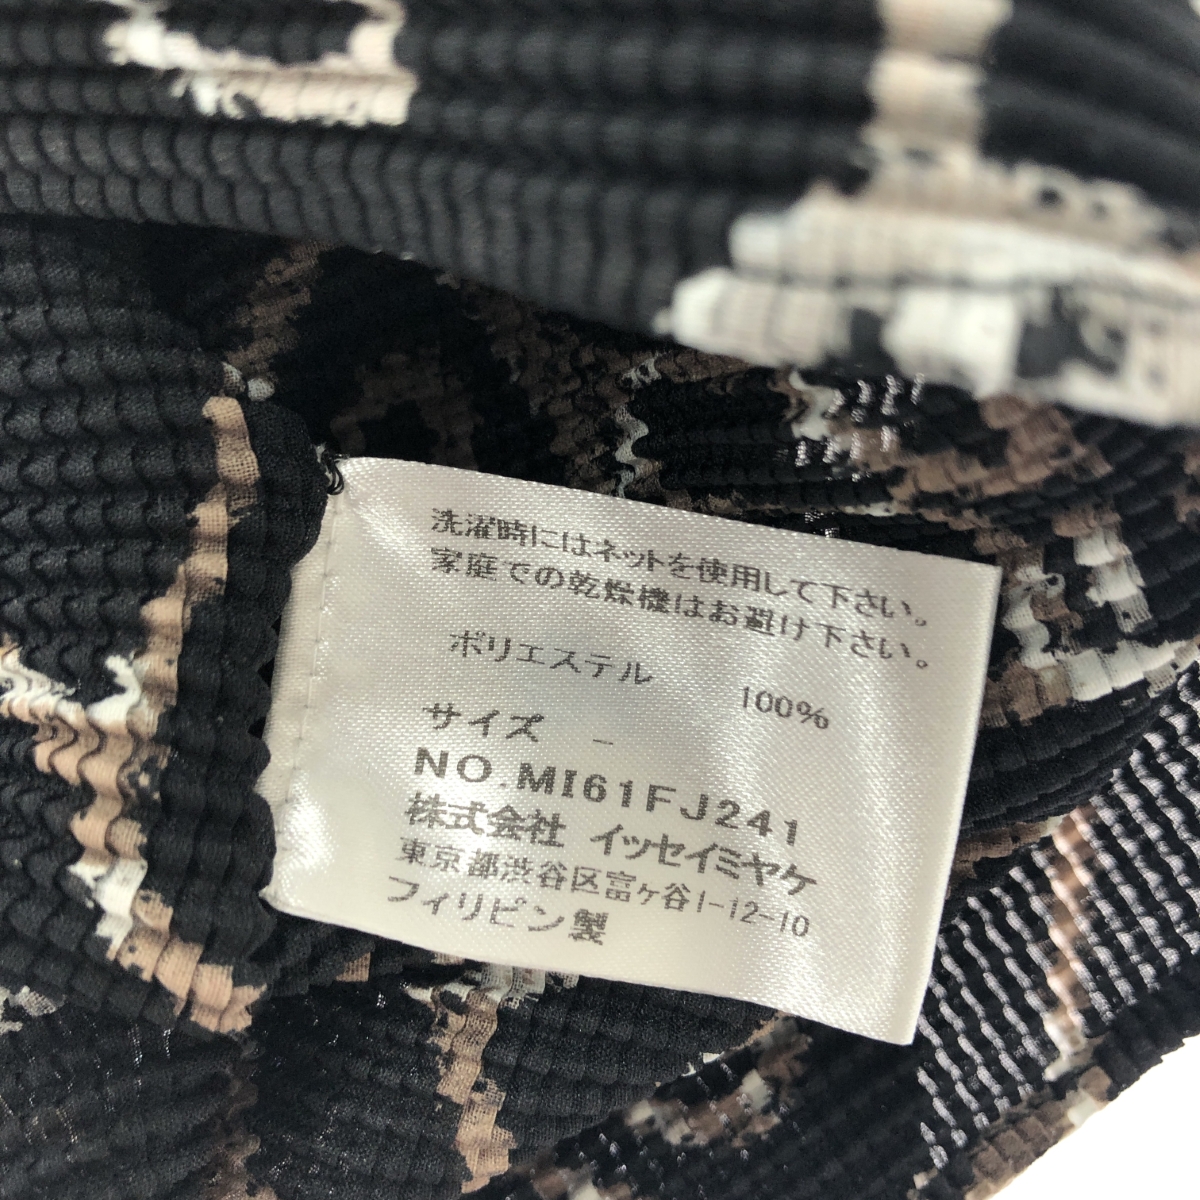 洗濯時にはネットを使用して下さい。
家庭での乾燥機はお避け下さい。
ポリエステル 100%
サイズ -
NO.MI61FJ241
株式会社 イッセイミヤケ
東京都渋谷区富ヶ谷1-12-10
フィリピン製